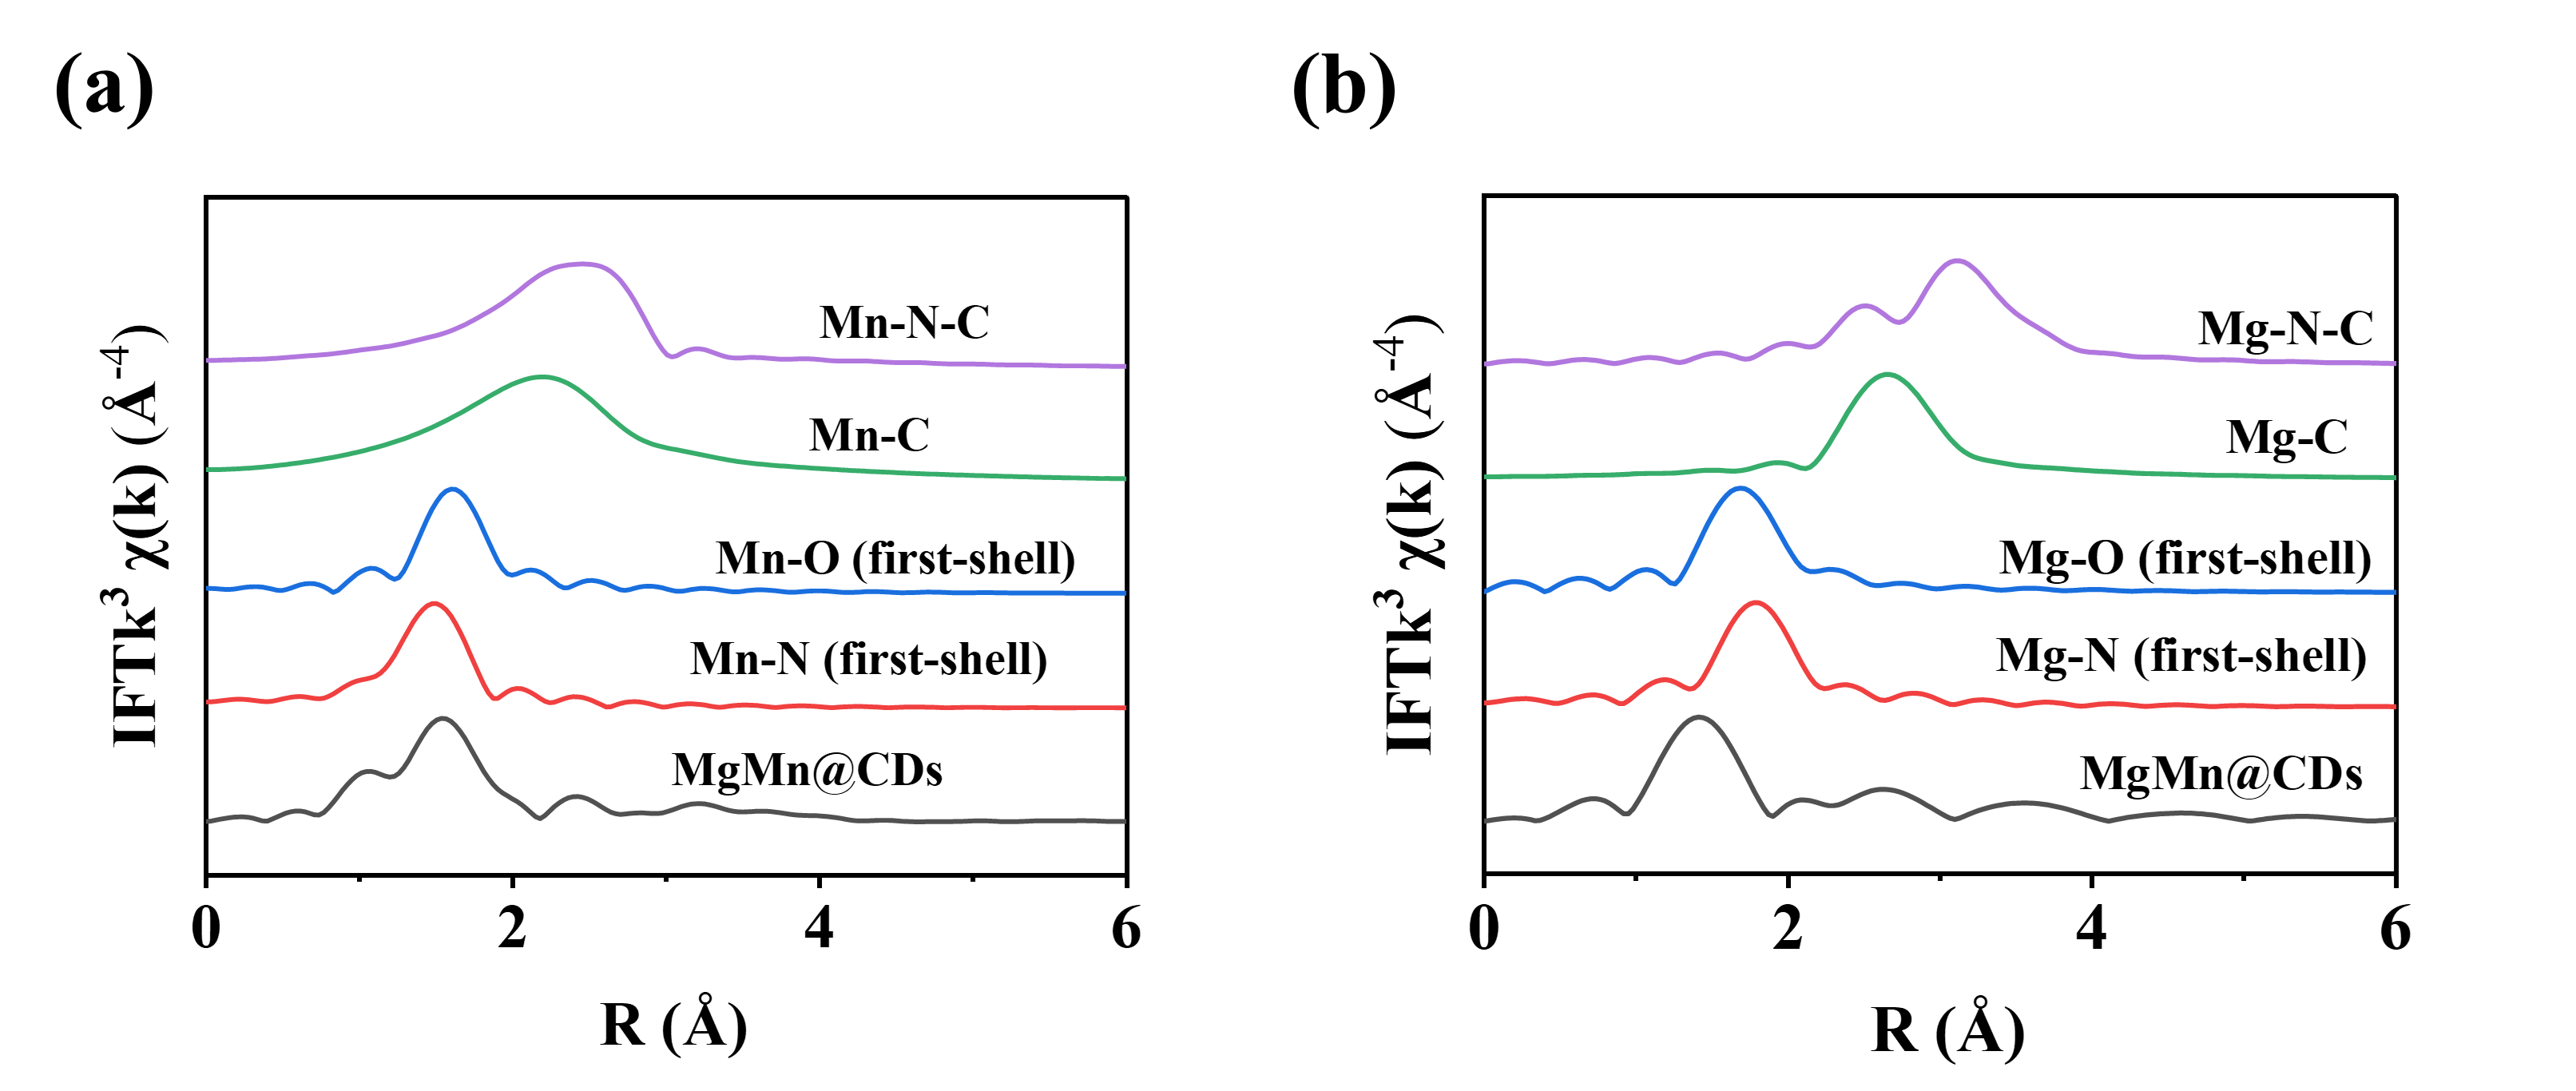 (a)
IFTk³ χ(k) (Å⁻⁴)
Mn-N-C
Mn-C
Mn-O (first-shell)
Mn-N (first-shell)
MgMn@CDs
0 2 4 6
R (Å)
(b)
IFTk³ χ(k) (Å⁻⁴)
Mg-N-C
Mg-C
Mg-O (first-shell)
Mg-N (first-shell)
MgMn@CDs
0 2 4 6
R (Å)